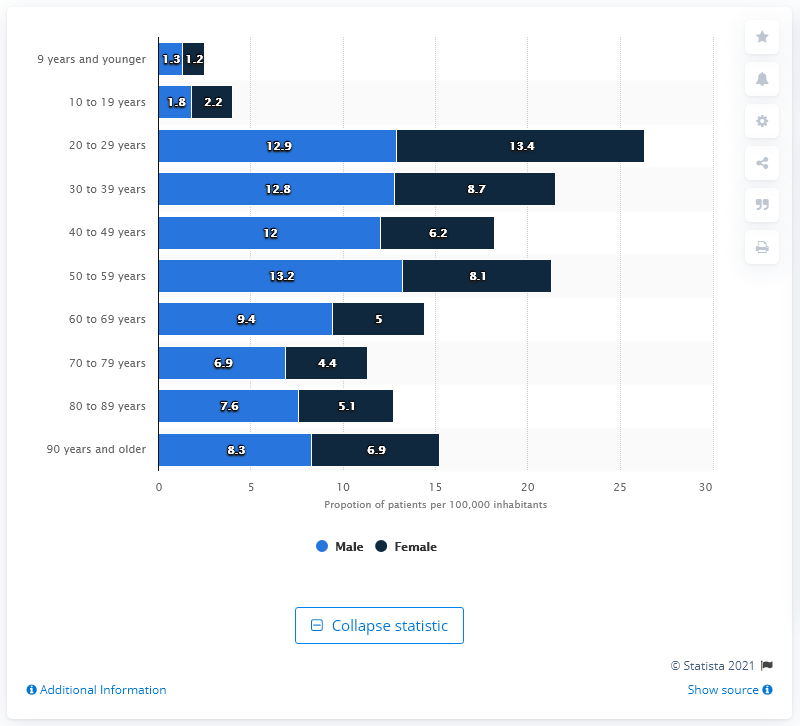 9 years and younger 1.3 1.2
10 to 19 years 1.8 2.2
20 to 29 years 12.9 13.4
30 to 39 years 12.8 8.7
40 to 49 years 12 6.2
50 to 59 years 13.2 8.1
60 to 69 years 9.4 5
70 to 79 years 6.9 4.4
80 to 89 years 7.6 5.1
90 years and older 8.3 6.9
0 5 10 15 20 25 30
Propotion of patients per 100,000 inhabitants
Male Female
Collapse statistic
© Statista 2021
Additional Information Show source